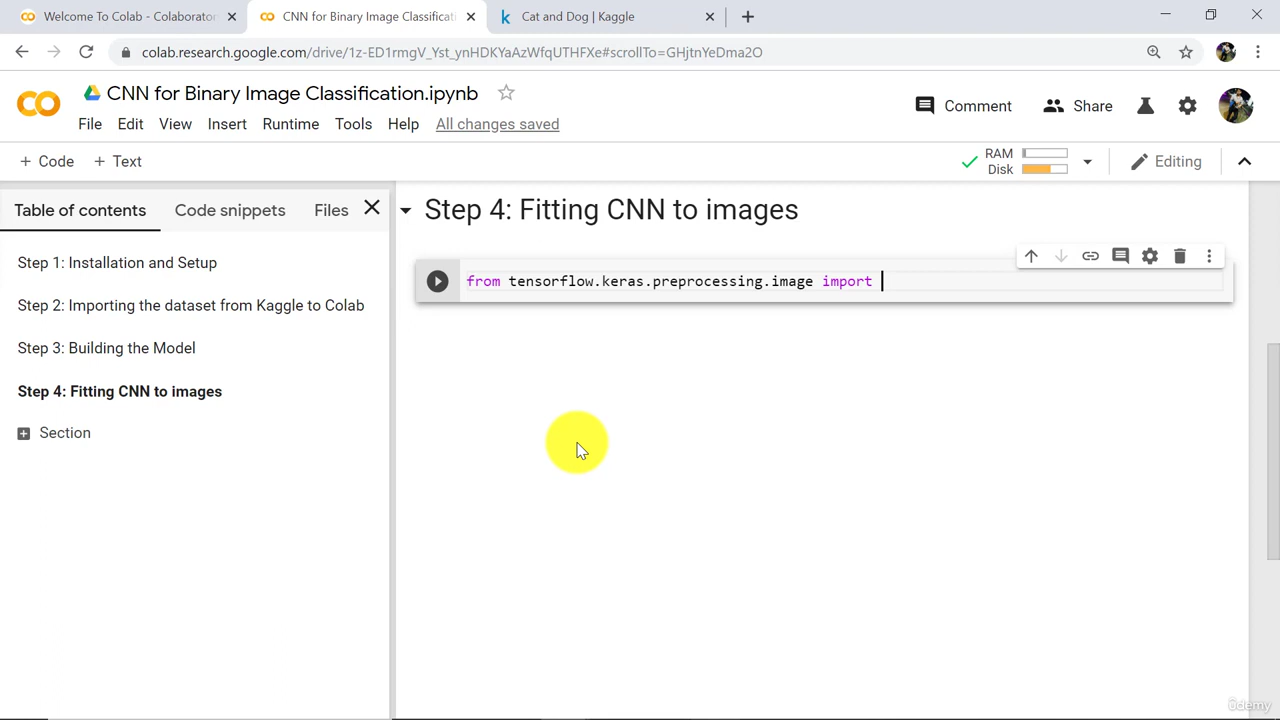 Welcome To Colab - Colaborator
CNN for Binary Image Classificati
Cat and Dog | Kaggle
colab.research.google.com/drive/1z-ED1rmgV_Yst_ynHDKYaAzWfqUTHFXe#scrollTo=GHjtnYeDma2O
CNN for Binary Image Classification.ipynb
Comment
Share
File Edit View Insert Runtime Tools Help All changes saved
+ Code + Text
RAM
Disk
Editing
Table of contents Code snippets Files
Step 1: Installation and Setup
Step 2: Importing the dataset from Kaggle to Colab
Step 3: Building the Model
Step 4: Fitting CNN to images
Section
Step 4: Fitting CNN to images
from tensorflow.keras.preprocessing.image import
ûdemy